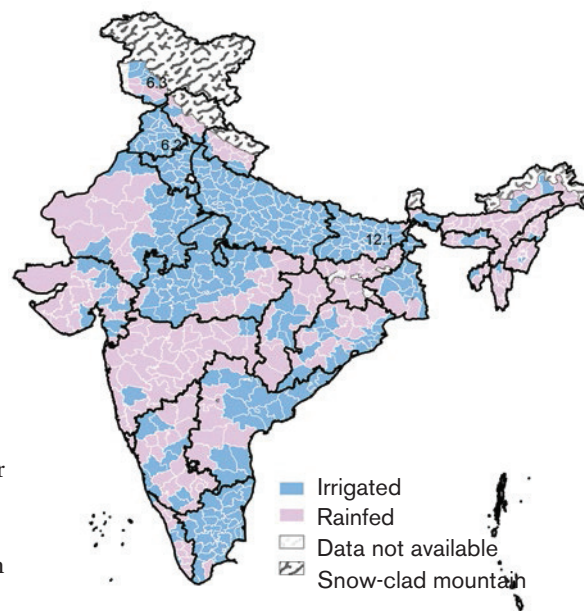 6.3
6.2
12.1
r
n
Irrigated
Rainfed
Data not available
Snow-clad mountain